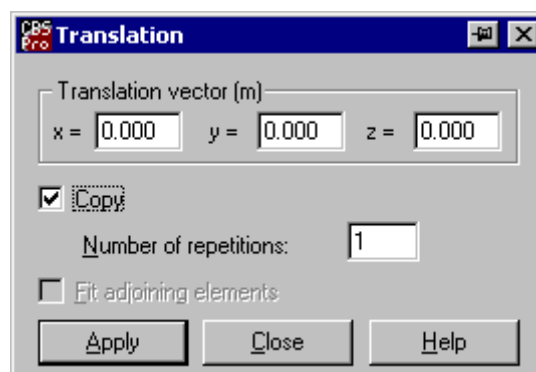 CBS Pro Translation
Translation vector (m)
x = 0.000 y = 0.000 z = 0.000
Copy
Number of repetitions: 1
Fit adjoining elements
Apply Close Help